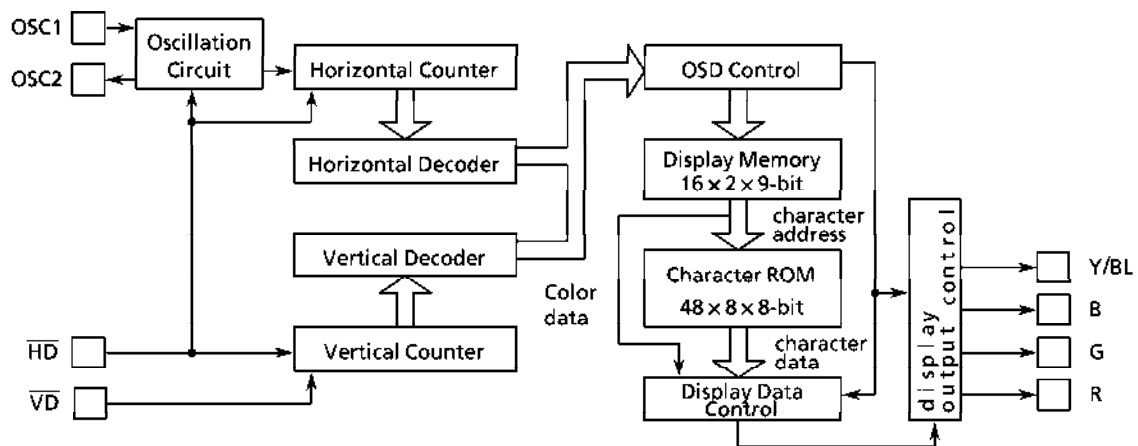 OSC1
OSC2
Oscillation
Circuit
Horizontal Counter
Horizontal Decoder
Vertical Decoder
Vertical Counter
HD
VD
OSD Control
Display Memory
16 × 2 × 9-bit
character
address
Character ROM
48 × 8 × 8-bit
Color
data
character
data
Display Data
Control
display
output control
Y/BL
B
G
R